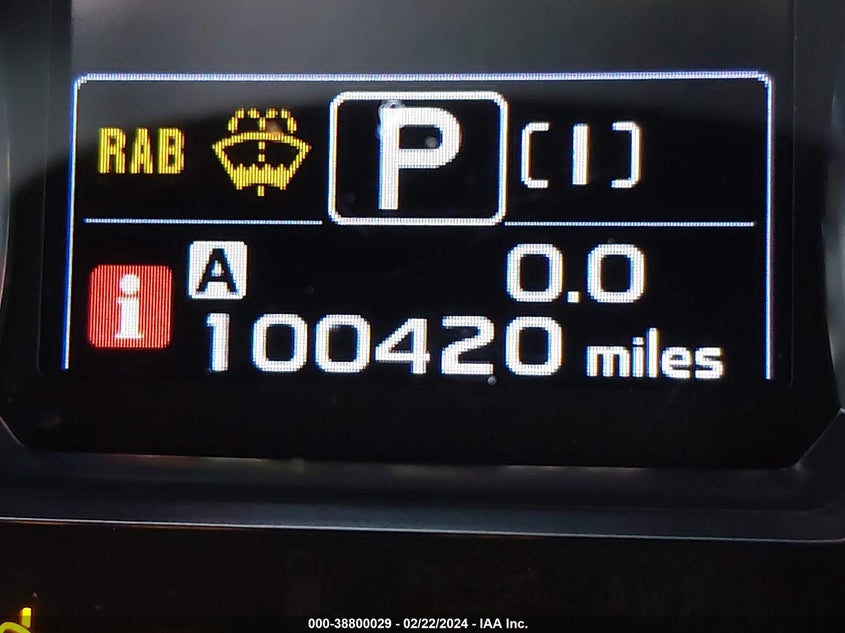 RAB P [I]
A 0.0
i 100420 miles
000-38800029 - 02/22/2024 - IAA Inc.